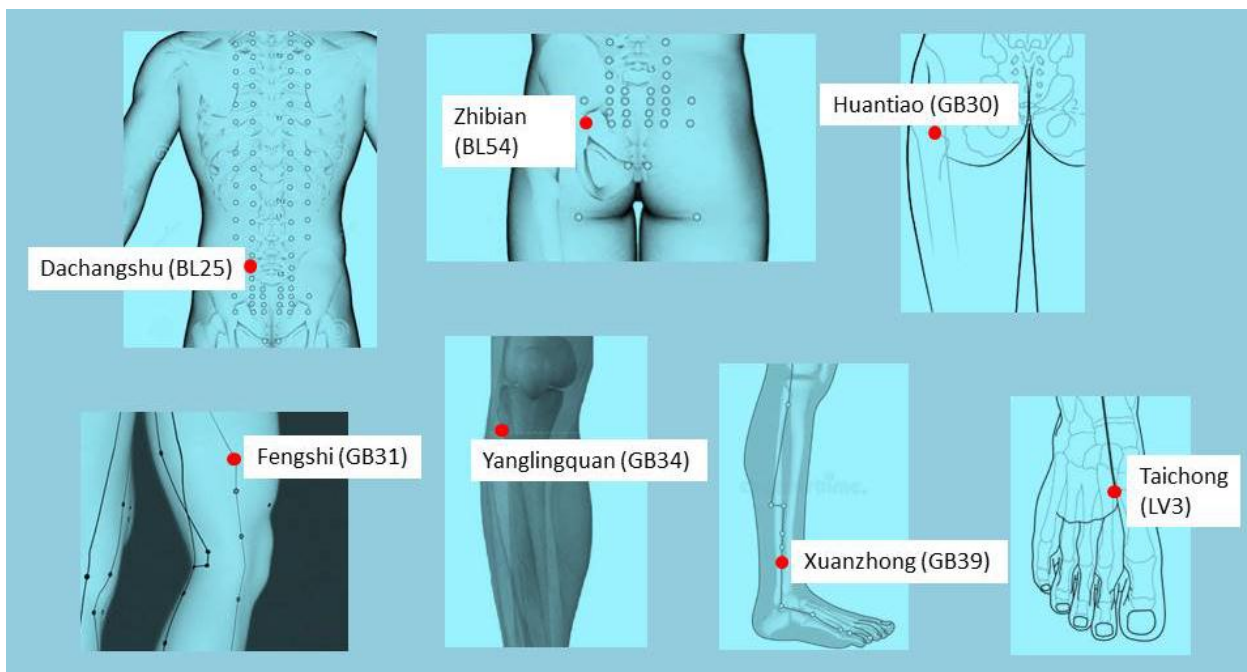 Zhibian
(BL54)
Huantiao (GB30)
Dachangshu (BL25)
Fengshi (GB31)
Yanglingquan (GB34)
Xuanzhong (GB39)
Taichong
(LV3)